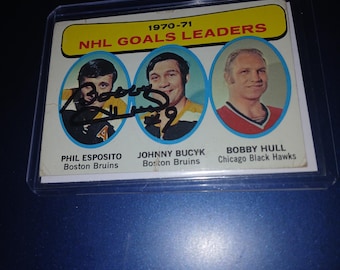 1970-71
NHL GOALS LEADERS
PHIL ESPOSITO
Boston Bruins
JOHNNY BUCYK
Boston Bruins
BOBBY HULL
Chicago Black Hawks